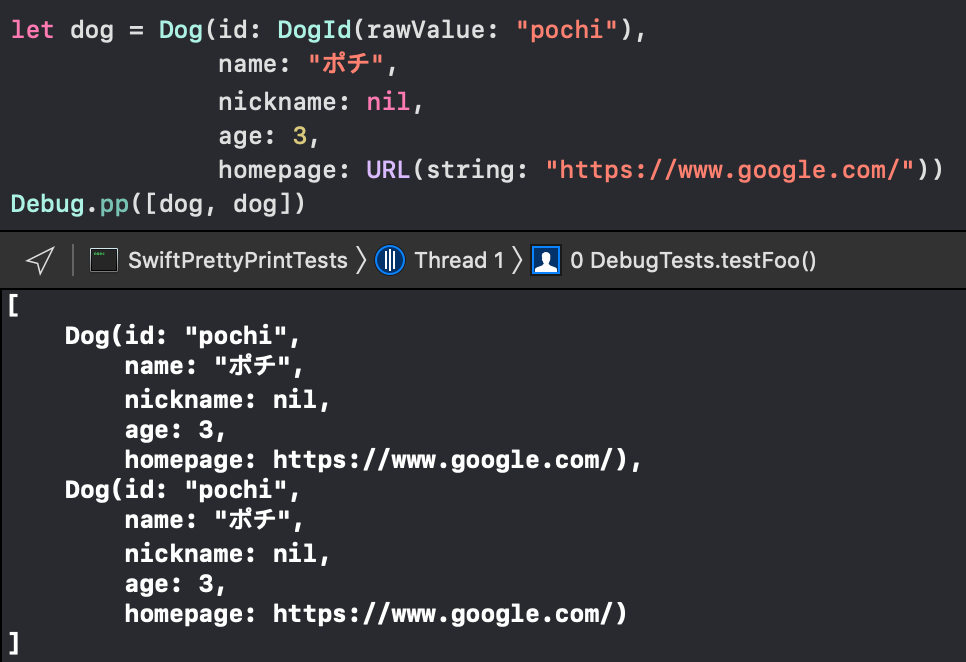 let dog = Dog(id: DogId(rawValue: "pochi"),
              name: "ポチ",
              nickname: nil,
              age: 3,
              homepage: URL(string: "https://www.google.com/"))
Debug.pp([dog, dog])
SwiftPrettyPrintTests 〉 Thread 1 〉 0 DebugTests.testFoo()
[
    Dog(id: "pochi",
        name: "ポチ",
        nickname: nil,
        age: 3,
        homepage: https://www.google.com/),
    Dog(id: "pochi",
        name: "ポチ",
        nickname: nil,
        age: 3,
        homepage: https://www.google.com/)
]